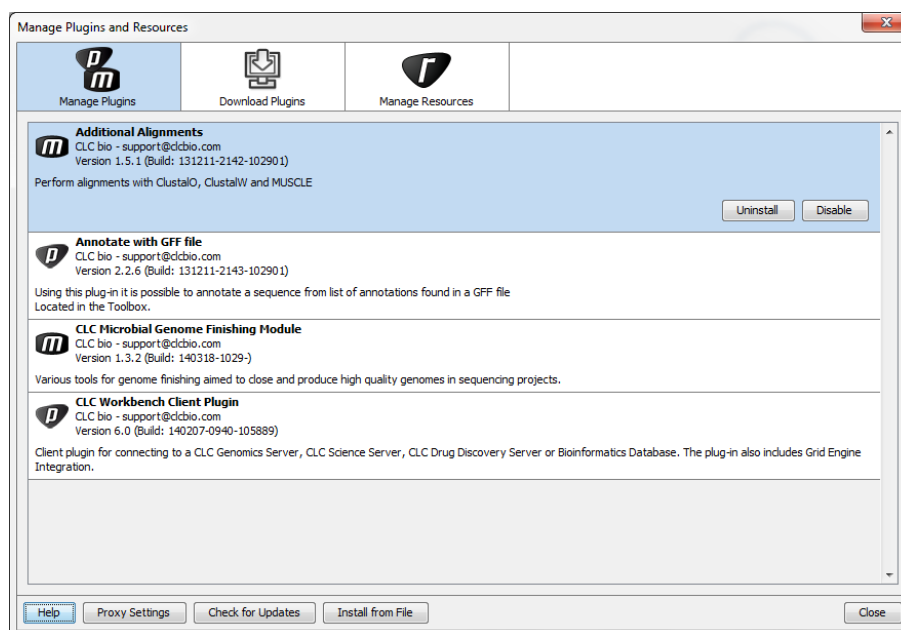 Manage Plugins and Resources
Manage Plugins
Download Plugins
Manage Resources
Additional Alignments
CLC bio - support@clcbio.com
Version 1.5.1 (Build: 131211-2142-102901)
Perform alignments with ClustalO, ClustalW and MUSCLE
Uninstall
Disable
Annotate with GFF file
CLC bio - support@clcbio.com
Version 2.2.6 (Build: 131211-2143-102901)
Using this plug-in it is possible to annotate a sequence from list of annotations found in a GFF file
Located in the Toolbox.
CLC Microbial Genome Finishing Module
CLC bio - support@clcbio.com
Version 1.3.2 (Build: 140318-1029-)
Various tools for genome finishing aimed to close and produce high quality genomes in sequencing projects.
CLC Workbench Client Plugin
CLC bio - support@clcbio.com
Version 6.0 (Build: 140207-0940-105889)
Client plugin for connecting to a CLC Genomics Server, CLC Science Server, CLC Drug Discovery Server or Bioinformatics Database. The plug-in also includes Grid Engine
Integration.
Help
Proxy Settings
Check for Updates
Install from File
Close